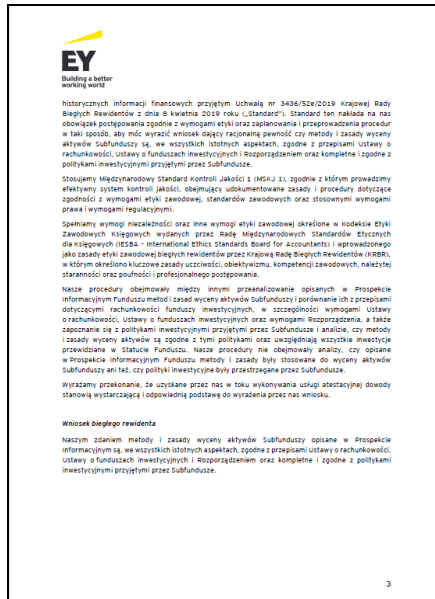 EY
Building a better
working world
historycznych informacji finansowych przyjętym Uchwałą nr 3436/52e/2019 Krajowej Rady
Biegłych Rewidentów z dnia 8 kwietnia 2019 roku („Standard"). Standard ten nakłada na nas
obowiązek postępowania zgodnie z wymogami etyki oraz zaplanowania i przeprowadzenia procedur
w taki sposób, aby móc wyrazić wniosek dający racjonalną pewność czy metody i zasady wyceny
aktywów Subfunduszy są, we wszystkich istotnych aspektach, zgodne z przepisami Ustawy o
rachunkowości, Ustawy o funduszach inwestycyjnych i Rozporządzeniem oraz kompletne i zgodne z
politykami inwestycyjnymi przyjętymi przez Subfundusze.
Stosujemy Międzynarodowy Standard Kontroli Jakości 1 (MSKJ 1), zgodnie z którym prowadzimy
efektywny system kontroli jakości, obejmujący udokumentowane zasady i procedury dotyczące
zgodności z wymogami etyki zawodowej, standardów zawodowych oraz stosownymi wymogami
prawa i wymogami regulacyjnymi.
Spełniamy wymogi niezależności oraz inne wymogi etyki zawodowej określone w Kodeksie Etyki
Zawodowych Księgowych wydanych przez Radę Międzynarodowych Standardów Etycznych
dla Księgowych (IESBA - International Ethics Standards Board for Accountants) i wprowadzonego
jako zasady etyki zawodowej biegłych rewidentów przez Krajową Radę Biegłych Rewidentów (KRBR),
w którym określono kluczowe zasady uczciwości, obiektywizmu, kompetencji zawodowych, należytej
staranności oraz poufności i profesjonalnego postępowania.
Nasze procedury obejmowały między innymi przeanalizowanie opisanych w Prospekcie
Informacyjnym Funduszu metod i zasad wyceny aktywów Subfunduszy i porównanie ich z przepisami
dotyczącymi rachunkowości funduszy inwestycyjnych, w szczególności wymogami Ustawy
o rachunkowości, Ustawy o funduszach inwestycyjnych oraz wymogami Rozporządzenia, a także
zapoznanie się z politykami inwestycyjnymi przyjętymi przez Subfundusze i analizie, czy metody
i zasady wyceny aktywów są zgodne z tymi politykami oraz uwzględniają wszystkie inwestycje
przewidziane w Statucie Funduszu. Nasze procedury nie obejmowały analizy, czy opisane
w Prospekcie Informacyjnym Funduszu metody i zasady były stosowane do wyceny aktywów
Subfunduszy ani też, czy polityki inwestycyjne były przestrzegane przez Subfundusze.
Wyrażamy przekonanie, że uzyskane przez nas w toku wykonywania usługi atestacyjnej dowody
stanowią wystarczającą i odpowiednią podstawę do wyrażenia przez nas wniosku.
Wniosek biegłego rewidenta
Naszym zdaniem metody i zasady wyceny aktywów Subfunduszy opisane w Prospekcie
Informacyjnym są, we wszystkich istotnych aspektach, zgodne z przepisami Ustawy o rachunkowości,
Ustawy o funduszach inwestycyjnych i Rozporządzeniem oraz kompletne i zgodne z politykami
inwestycyjnymi przyjętymi przez Subfundusze.
3